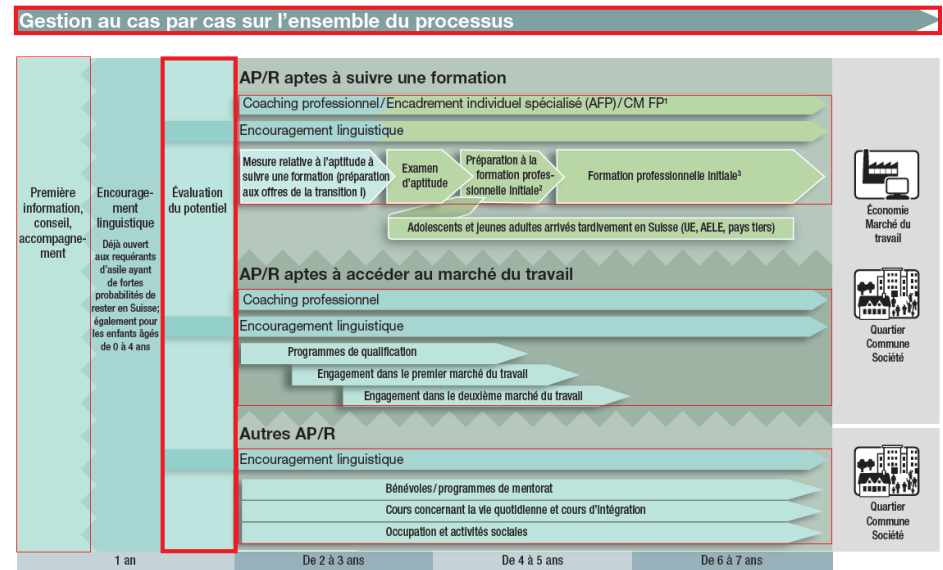 Gestion au cas par cas sur l'ensemble du processus
Première
information,
conseil,
accompagne-
ment
Encourage-
ment
linguistique
Déjà ouvert
aux requérants
d'asile ayant
de fortes
probabilités de
rester en Suisse;
également pour
les enfants âgés
de 0 à 4 ans
Évaluation
du potentiel
AP/R aptes à suivre une formation
Coaching professionnel/Encadrement individuel spécialisé (AFP)/CM FP¹
Encouragement linguistique
Mesure relative à l'aptitude à
suivre une formation (préparation
aux offres de la transition I)
Examen
d'aptitude
Préparation à la
formation profes-
sionnelle initiale²
Formation professionnelle initiale³
Adolescents et jeunes adultes arrivés tardivement en Suisse (UE, AELE, pays tiers)
AP/R aptes à accéder au marché du travail
Coaching professionnel
Encouragement linguistique
Programmes de qualification
Engagement dans le premier marché du travail
Engagement dans le deuxième marché du travail
Autres AP/R
Encouragement linguistique
Bénévoles/programmes de mentorat
Cours concernant la vie quotidienne et cours d'intégration
Occupation et activités sociales
Économie
Marché du
travail
Quartier
Commune
Société
Quartier
Commune
Société
1 an
De 2 à 3 ans
De 4 à 5 ans
De 6 à 7 ans